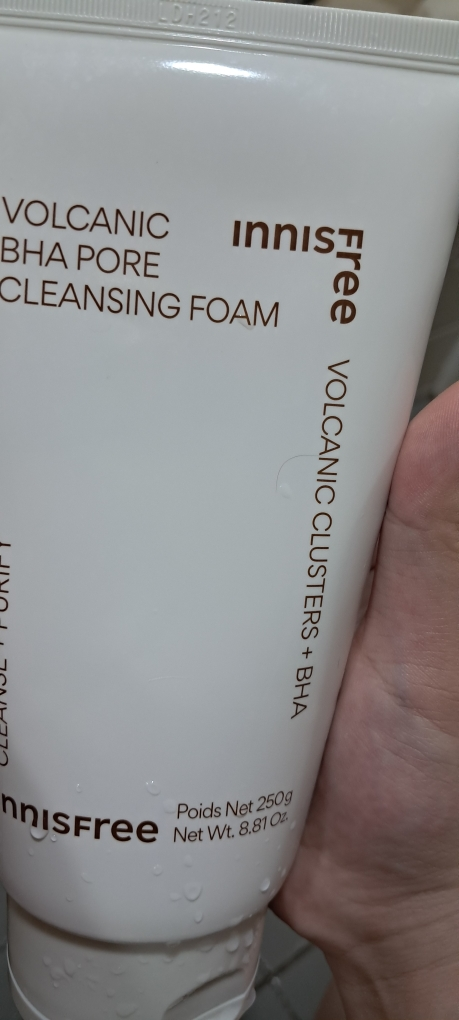 VOLCANIC
BHA PORE
CLEANSING FOAM
innisfree
VOLCANIC CLUSTERS + BHA
CLEANSE + PURIFY
innisfree
Poids Net 250g
Net Wt. 8.81 Oz.